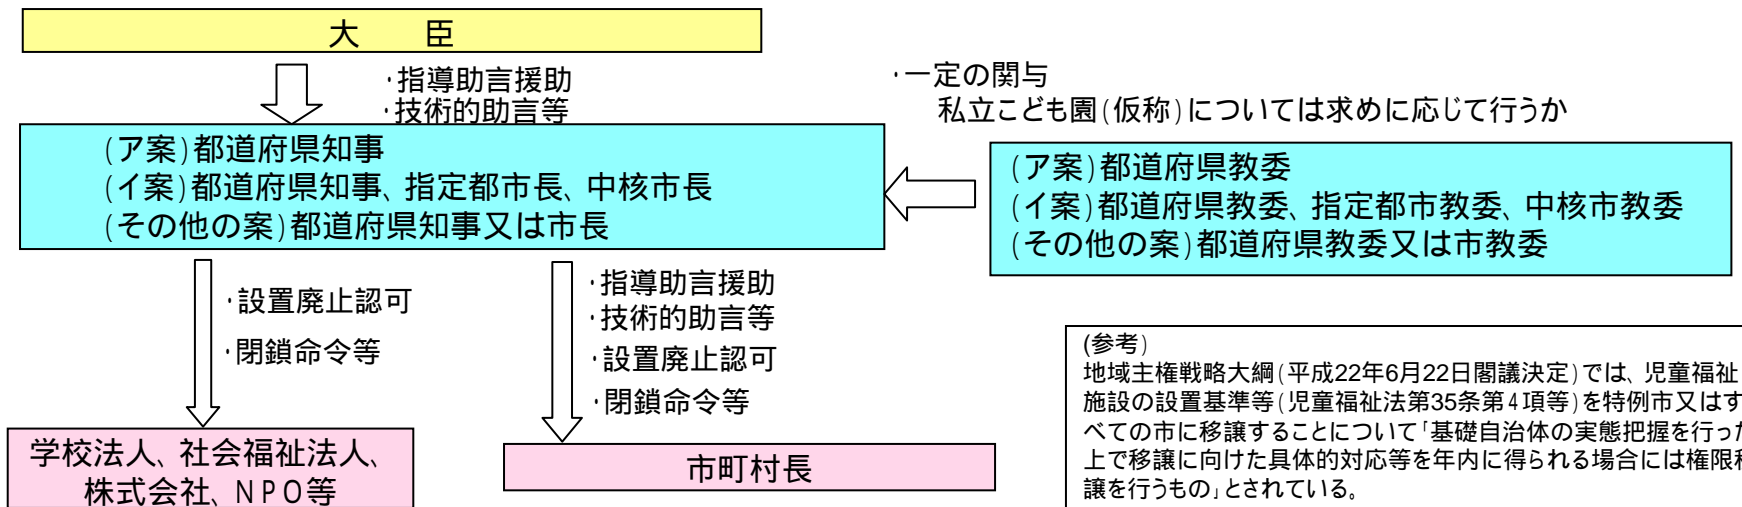 大　臣
・指導助言援助
・技術的助言等
・一定の関与
私立こども園(仮称)については求めに応じて行うか
(ア案)都道府県知事
(イ案)都道府県知事、指定都市長、中核市長
(その他の案)都道府県知事又は市長
(ア案)都道府県教委
(イ案)都道府県教委、指定都市教委、中核市教委
(その他の案)都道府県教委又は市教委
・設置廃止認可
・閉鎖命令等
・指導助言援助
・技術的助言等
・設置廃止認可
・閉鎖命令等
学校法人、社会福祉法人、
株式会社、NPO等
市町村長
(参考)
地域主権戦略大綱(平成22年6月22日閣議決定)では、児童福祉
施設の設置基準等(児童福祉法第35条第4項等)を特例市又はす
べての市に移譲することについて「基礎自治体の実態把握を行った
上で移譲に向けた具体的対応等を年内に得られる場合には権限移
譲を行うもの」とされている。